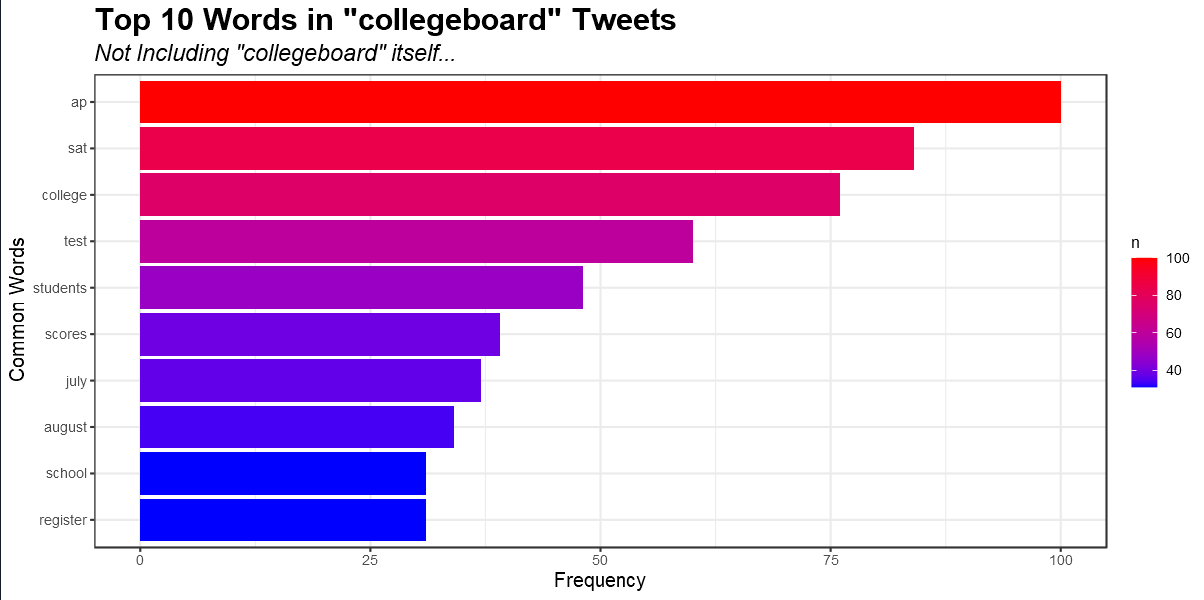 Top 10 Words in "collegeboard" Tweets
Not Including "collegeboard" itself...
Common Words
ap
sat
college
test
students
scores
july
august
school
register
0 25 50 75 100
Frequency
n
100
80
60
40